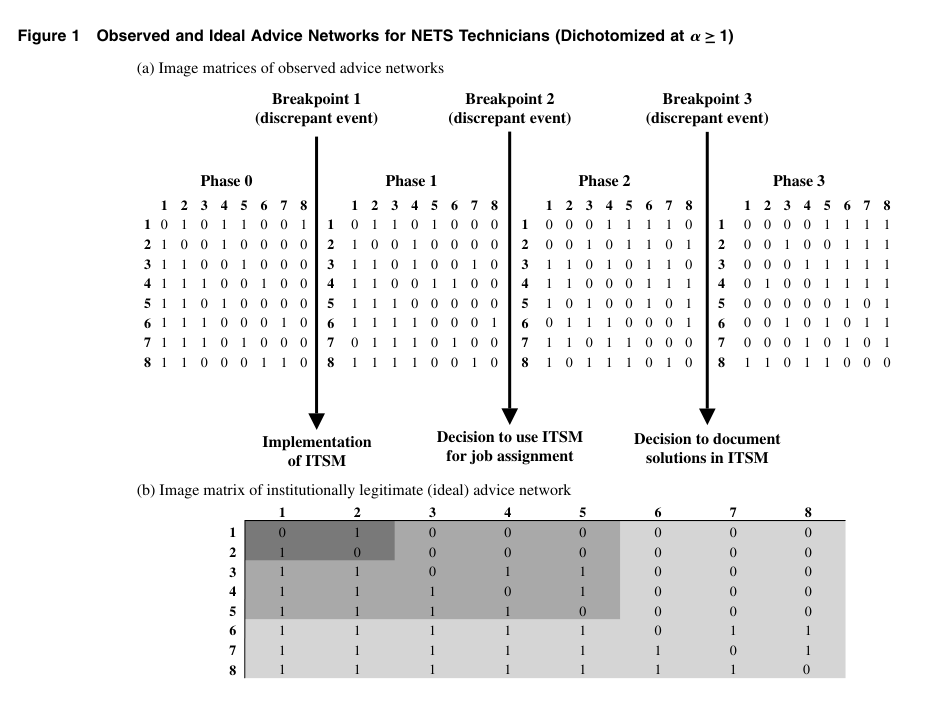 Figure 1 Observed and Ideal Advice Networks for NETS Technicians (Dichotomized at α ≥ 1)
(a) Image matrices of observed advice networks
Breakpoint 1 Breakpoint 2 Breakpoint 3
(discrepant event) (discrepant event) (discrepant event)
Phase 0 Phase 1 Phase 2 Phase 3
1 2 3 4 5 6 7 8 1 2 3 4 5 6 7 8 1 2 3 4 5 6 7 8 1 2 3 4 5 6 7 8
1 0 1 0 1 1 0 0 1 1 0 1 1 0 1 0 0 0 1 0 0 0 1 1 1 1 0 1 0 0 0 0 1 1 1 1
2 1 0 0 1 0 0 0 0 2 1 0 0 1 0 0 0 0 2 0 0 1 0 1 1 0 1 2 0 0 1 0 0 1 1 1
3 1 1 0 0 1 0 0 0 3 1 1 0 1 0 0 1 0 3 1 1 0 1 0 1 1 0 3 0 0 0 1 1 1 1 1
4 1 1 1 0 0 1 0 0 4 1 1 0 0 1 1 0 0 4 1 1 0 0 0 1 1 1 4 0 1 0 0 1 1 1 1
5 1 1 0 1 0 0 0 0 5 1 1 1 0 0 0 0 0 5 1 0 1 0 0 1 0 1 5 0 0 0 0 0 1 0 1
6 1 1 1 0 0 0 1 0 6 1 1 1 1 0 0 0 1 6 0 1 1 1 0 0 0 1 6 0 0 1 0 1 0 1 1
7 1 1 1 0 1 0 0 0 7 0 1 1 1 0 1 0 0 7 1 1 0 1 1 0 0 1 7 0 0 0 1 0 1 0 1
8 1 1 0 0 0 1 1 0 8 1 1 1 1 0 0 1 0 8 1 0 1 1 1 0 1 0 8 1 1 0 1 1 0 0 0
Implementation Decision to use ITSM Decision to document
of ITSM for job assignment solutions in ITSM
(b) Image matrix of institutionally legitimate (ideal) advice network
1 2 3 4 5 6 7 8
1 0 1 0 0 0 0 0 0
2 1 0 0 0 0 0 0 0
3 1 1 0 1 1 0 0 0
4 1 1 1 0 1 0 0 0
5 1 1 1 1 0 0 0 0
6 1 1 1 1 1 0 1 1
7 1 1 1 1 1 1 0 1
8 1 1 1 1 1 1 1 0